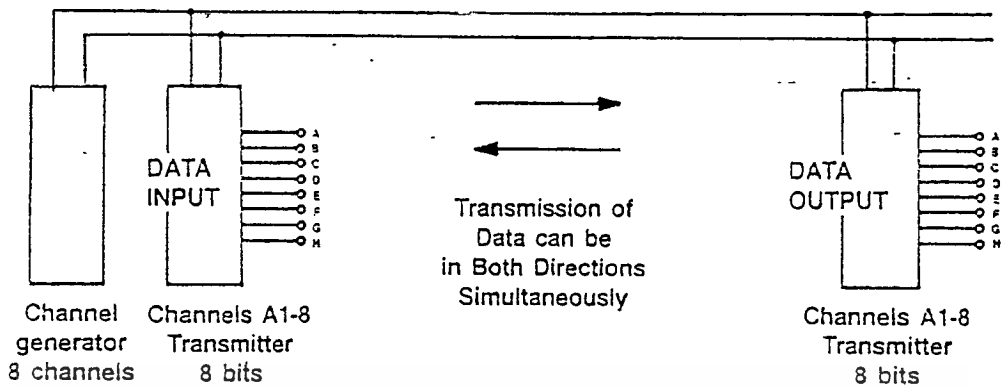 A
B
C
D
E
F
G
H
DATA
INPUT
Transmission of
Data can be
in Both Directions
Simultaneously
A
B
C
D
E
F
G
H
DATA
OUTPUT
Channel
generator
8 channels
Channels A1-8
Transmitter
8 bits
Channels A1-8
Transmitter
8 bits